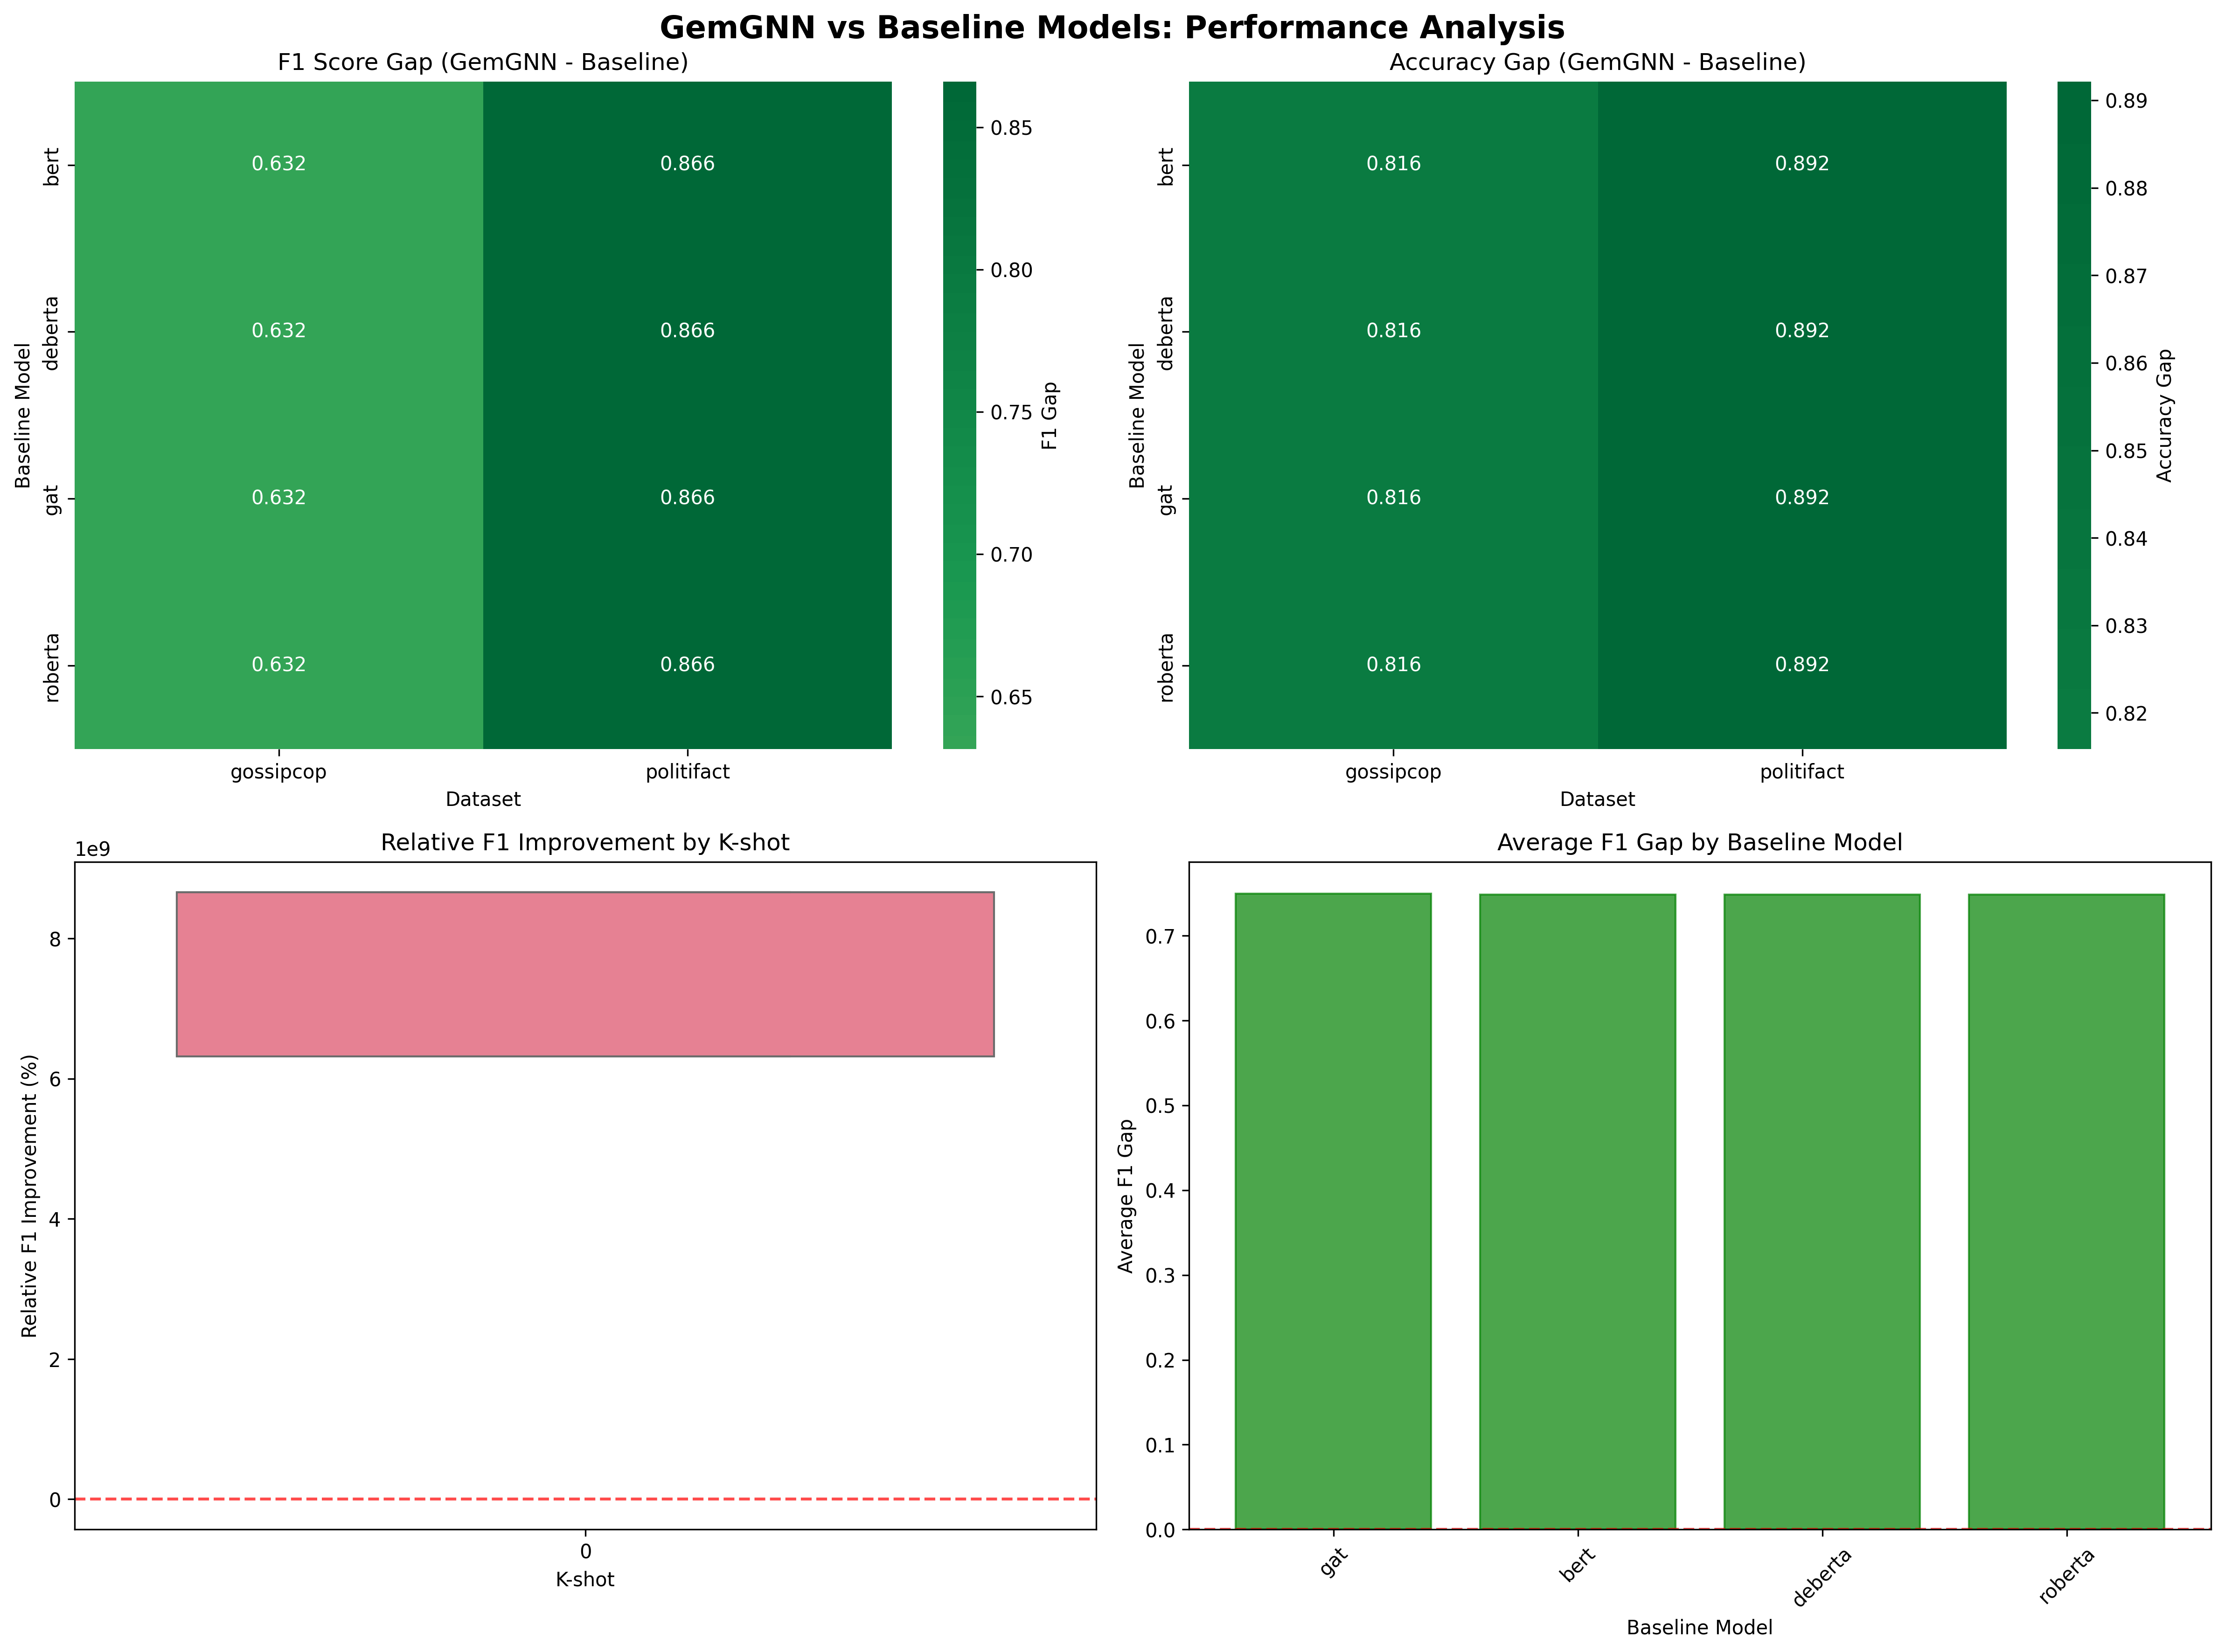 GemGNN vs Baseline Models: Performance Analysis
F1 Score Gap (GemGNN - Baseline)
Baseline Model
bert
deberta
gat
roberta
0.632 0.866
0.632 0.866
0.632 0.866
0.632 0.866
gossipcop politifact
Dataset
0.85
0.80
0.75
0.70
0.65
F1 Gap
Accuracy Gap (GemGNN - Baseline)
Baseline Model
bert
deberta
gat
roberta
0.816 0.892
0.816 0.892
0.816 0.892
0.816 0.892
gossipcop politifact
Dataset
0.89
0.88
0.87
0.86
0.85
0.84
0.83
0.82
Accuracy Gap
Relative F1 Improvement by K-shot
1e9
Relative F1 Improvement (%)
8
6
4
2
0
0
K-shot
Average F1 Gap by Baseline Model
Average F1 Gap
0.7
0.6
0.5
0.4
0.3
0.2
0.1
0.0
gat bert deberta roberta
Baseline Model